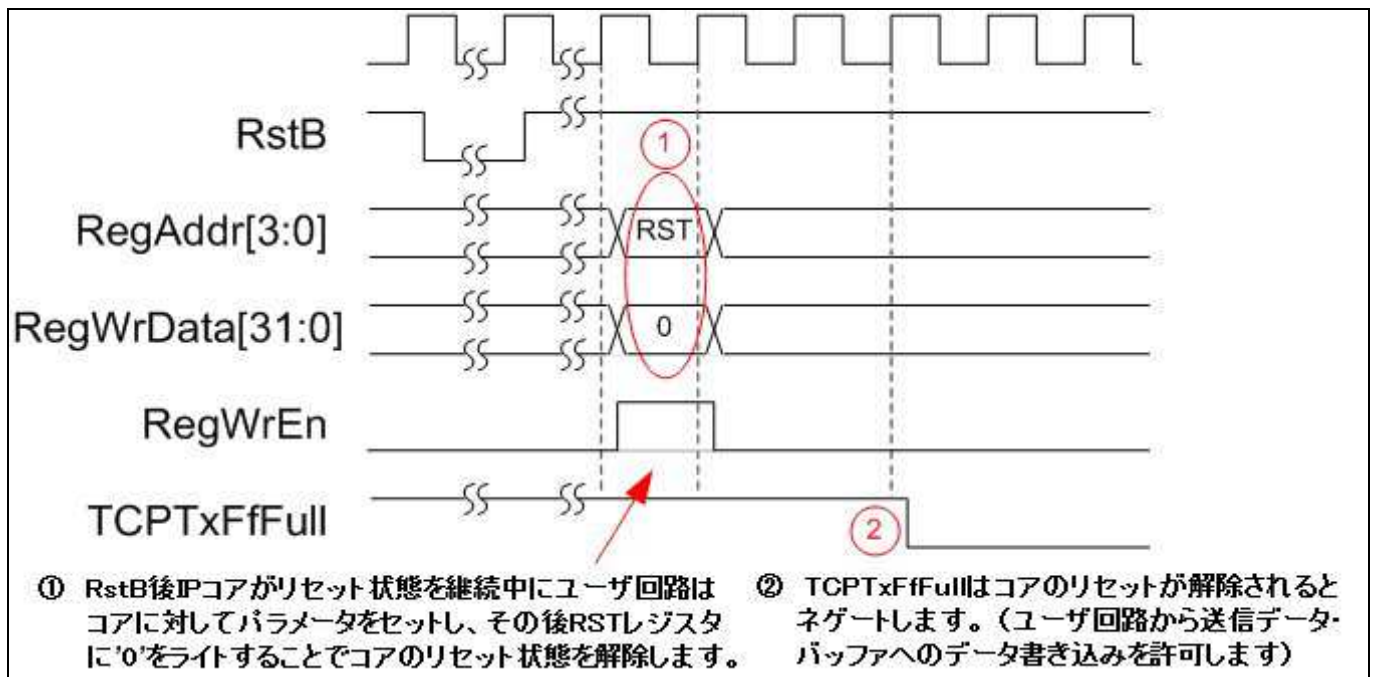 RstB
①
RegAddr[3:0]
RST
RegWrData[31:0]
0
RegWrEn
TCPTxFfFull
②
① RstB後IPコアがリセット状態を継続中にユーザ回路は
コアに対してパラメータをセットし、その後RSTレジスタ
に'0'をライトすることでコアのリセット状態を解除します。
② TCPTxFfFullはコアのリセットが解除されると
ネゲートします。(ユーザ回路から送信データ・
バッファへのデータ書き込みを許可します)